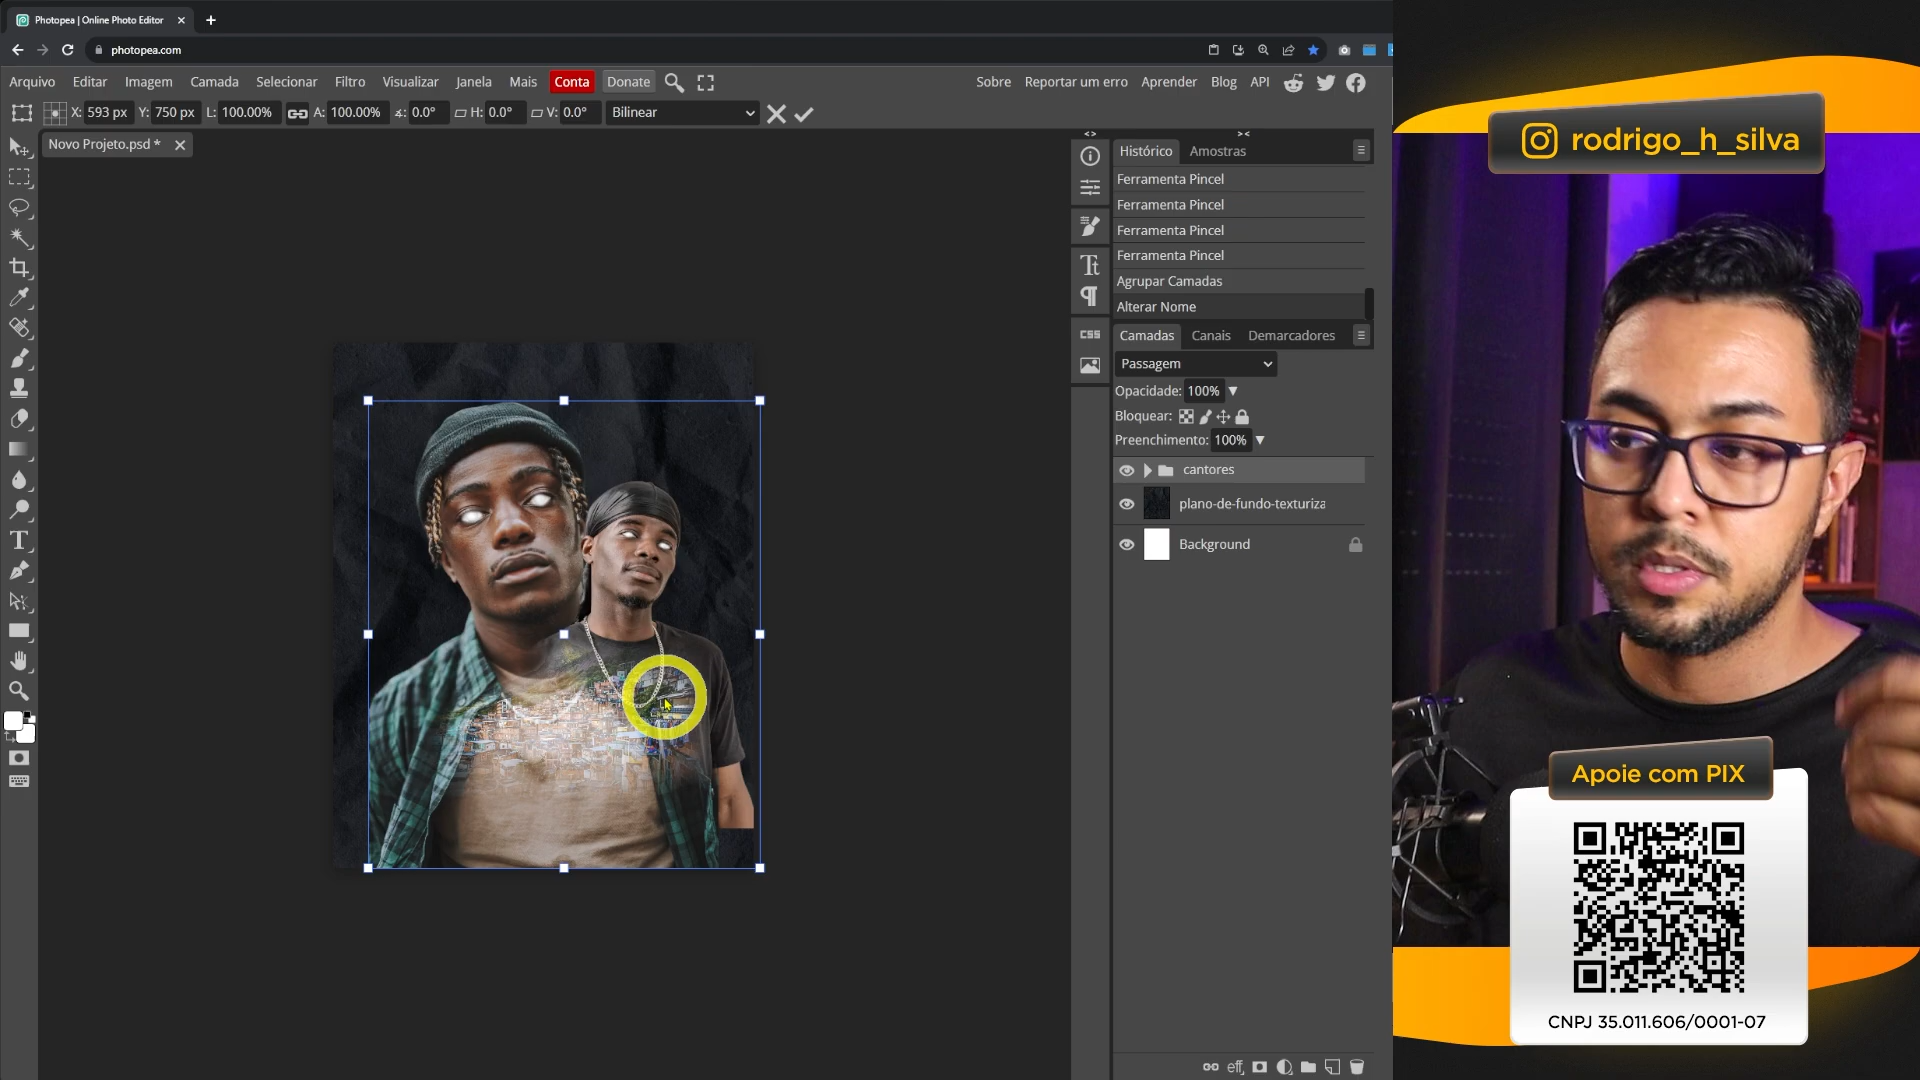 Photopea | Online Photo Editor
photopea.com
Arquivo Editar Imagem Camada Selecionar Filtro Visualizar Janela Mais Conta Donate
Sobre Reportar um erro Aprender Blog API
X: 593 px Y: 750 px L: 100.00% A: 100.00% ∡: 0.0° H: 0.0° V: 0.0° Bilinear
Novo Projeto.psd *
Histórico Amostras
Ferramenta Pincel
Ferramenta Pincel
Ferramenta Pincel
Ferramenta Pincel
Agrupar Camadas
Alterar Nome
CSS
Camadas Canais Demarcadores
Passagem
Opacidade: 100%
Bloquear:
Preenchimento: 100%
cantores
plano-de-fundo-texturiza
Background
eff
rodrigo_h_silva
Apoie com PIX
CNPJ 35.011.606/0001-07